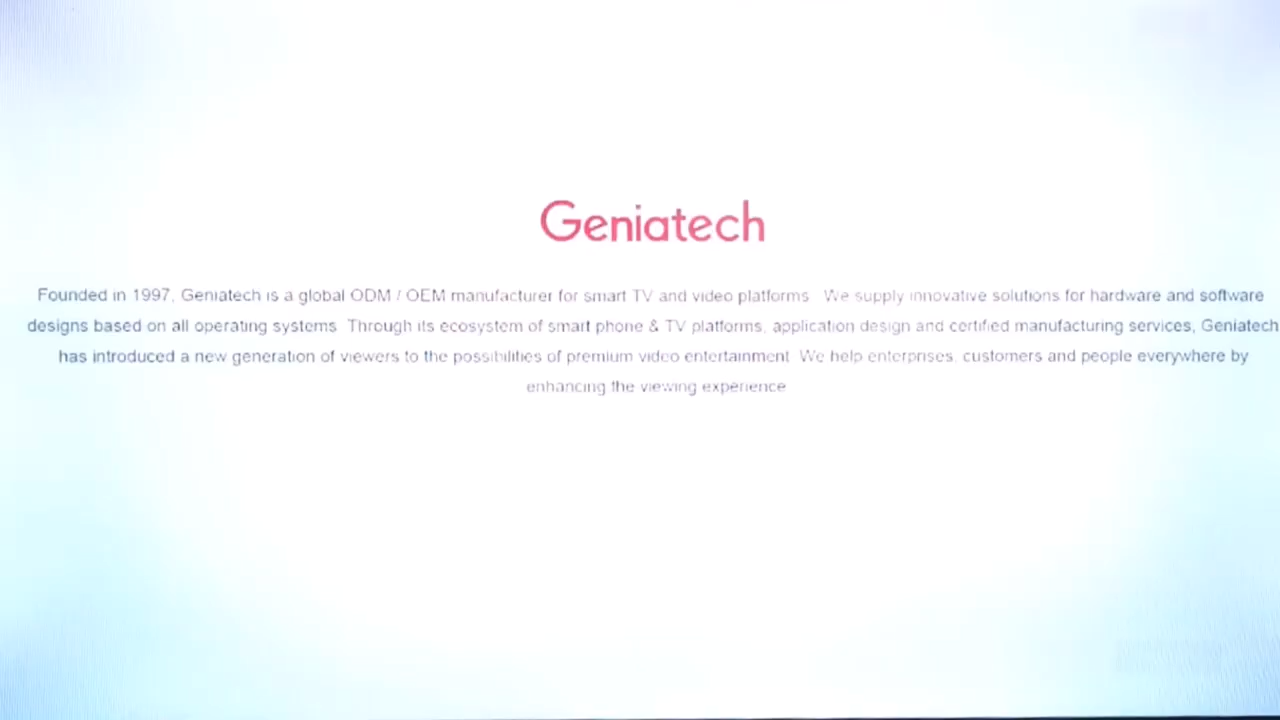 Geniatech
Founded in 1997, Geniatech is a global ODM / OEM manufacturer for smart TV and video platforms. We supply innovative solutions for hardware and software
designs based on all operating systems. Through its ecosystem of smart phone & TV platforms, application design and certified manufacturing services, Geniatech
has introduced a new generation of viewers to the possibilities of premium video entertainment. We help enterprises, customers and people everywhere by
enhancing the viewing experience